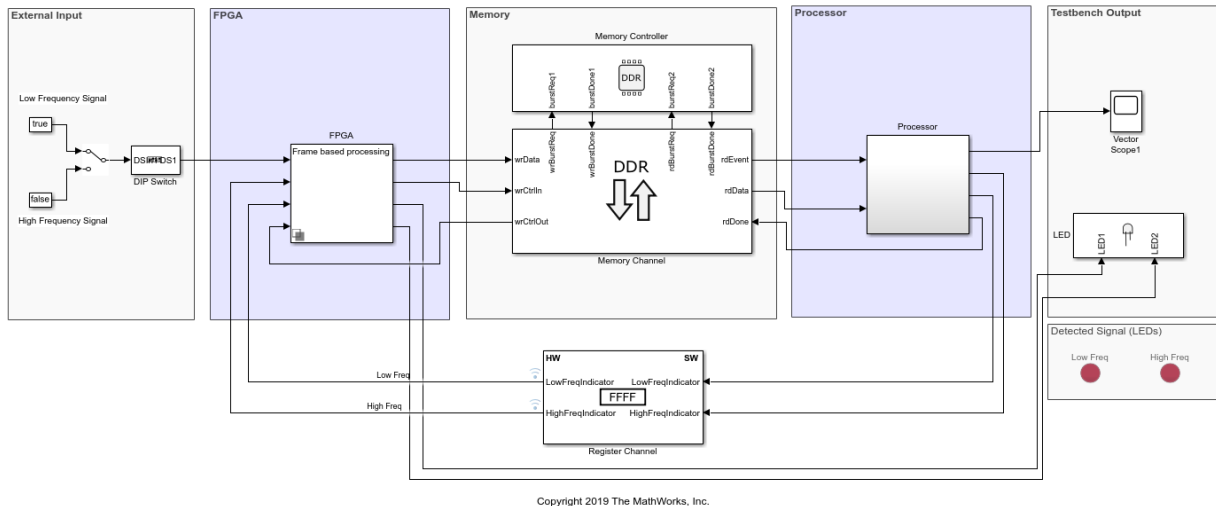 External Input
FPGA
Memory
Processor
Testbench Output
Memory Controller
DDR
burstReq1
burstDone1
burstReq2
burstDone2
Low Frequency Signal
true
false
High Frequency Signal
DIP Switch
FPGA
Frame based processing
wrBurstReq
wrBurstDone
rdBurstReq
rdBurstDone
wrData
wrCtrlIn
wrCtrlOut
DDR
rdEvent
rdData
rdDone
Memory Channel
Processor
Vector
Scope1
LED
LED1
LED2
Detected Signal (LEDs)
Low Freq
High Freq
HW
SW
Low Freq
LowFreqIndicator
LowFreqIndicator
FFFF
High Freq
HighFreqIndicator
HighFreqIndicator
Register Channel
Copyright 2019 The MathWorks, Inc.